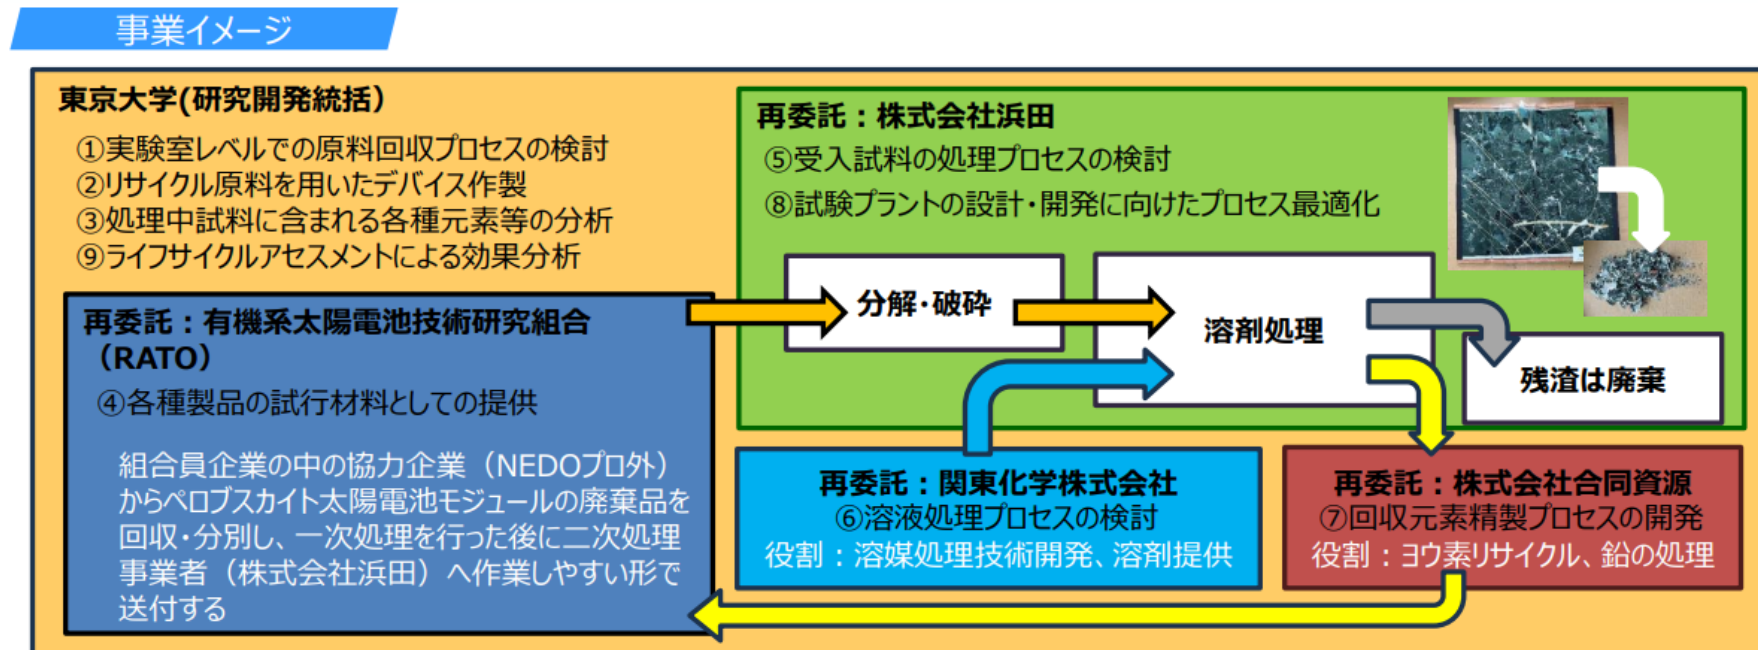 事業イメージ
東京大学(研究開発統括）
①実験室レベルでの原料回収プロセスの検討
②リサイクル原料を用いたデバイス作製
③処理中試料に含まれる各種元素等の分析
⑨ライフサイクルアセスメントによる効果分析
再委託：有機系太陽電池技術研究組合
（RATO）
④各種製品の試行材料としての提供
組合員企業の中の協力企業（NEDOプロ外）
からペロブスカイト太陽電池モジュールの廃棄品を
回収・分別し、一次処理を行った後に二次処理
事業者（株式会社浜田）へ作業しやすい形で
送付する
再委託：株式会社浜田
⑤受入試料の処理プロセスの検討
⑧試験プラントの設計・開発に向けたプロセス最適化
分解・破砕
溶剤処理
残渣は廃棄
再委託：関東化学株式会社
⑥溶液処理プロセスの検討
役割：溶媒処理技術開発、溶剤提供
再委託：株式会社合同資源
⑦回収元素精製プロセスの開発
役割：ヨウ素リサイクル、鉛の処理